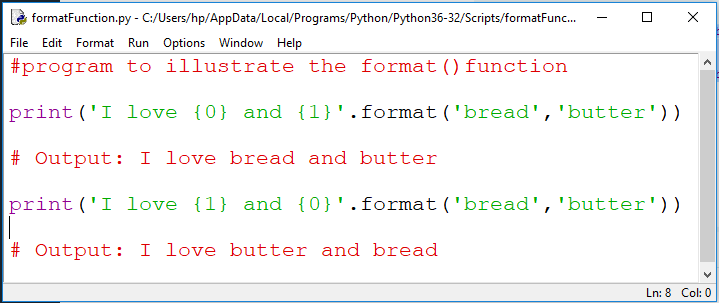 formatFunction.py - C:/Users/hp/AppData/Local/Programs/Python/Python36-32/Scripts/formatFunc...
File Edit Format Run Options Window Help
#program to illustrate the format()function
print('I love {0} and {1}'.format('bread','butter'))
# Output: I love bread and butter
print('I love {1} and {0}'.format('bread','butter'))
# Output: I love butter and bread
Ln: 8 Col: 0